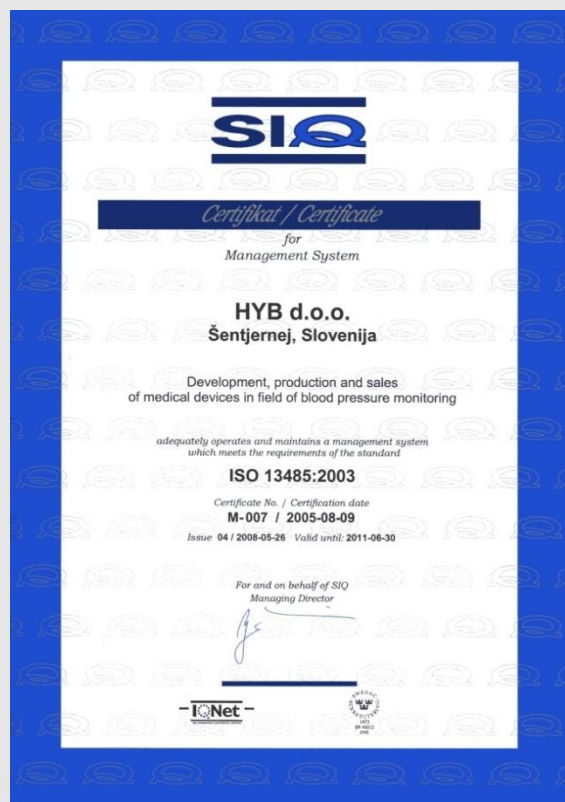 SIQ
Certifikat / Certificate
for
Management System
HYB d.o.o.
Šentjernej, Slovenija
Development, production and sales
of medical devices in field of blood pressure monitoring
adequately operates and maintains a management system
which meets the requirements of the standard
ISO 13485:2003
Certificate No. / Certification date
M-007 / 2005-08-09
Issue 04 / 2008-05-26 Valid until: 2011-06-30
For and on behalf of SIQ
Managing Director
IQNet
SWEDAC